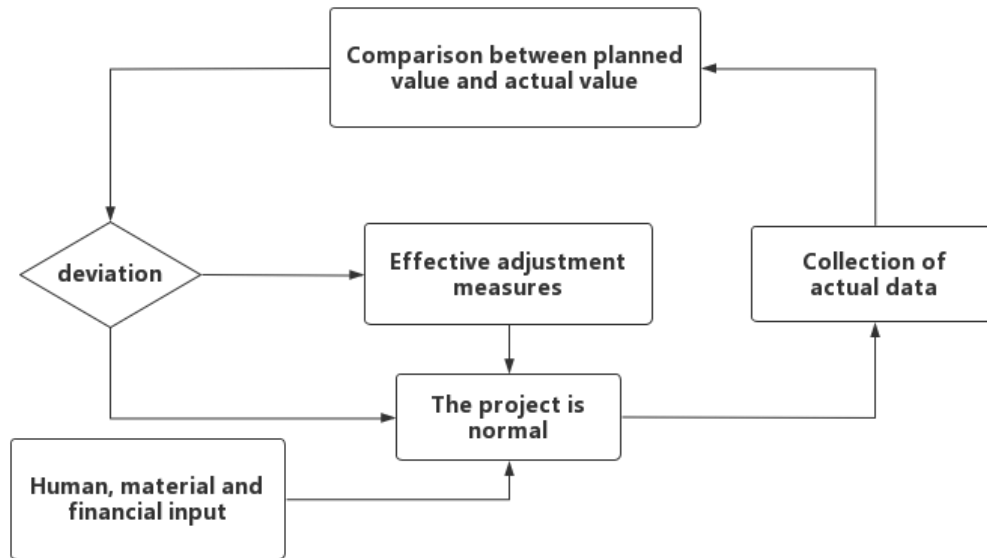 Comparison between planned
value and actual value
deviation
Effective adjustment
measures
Collection of
actual data
The project is
normal
Human, material and
financial input